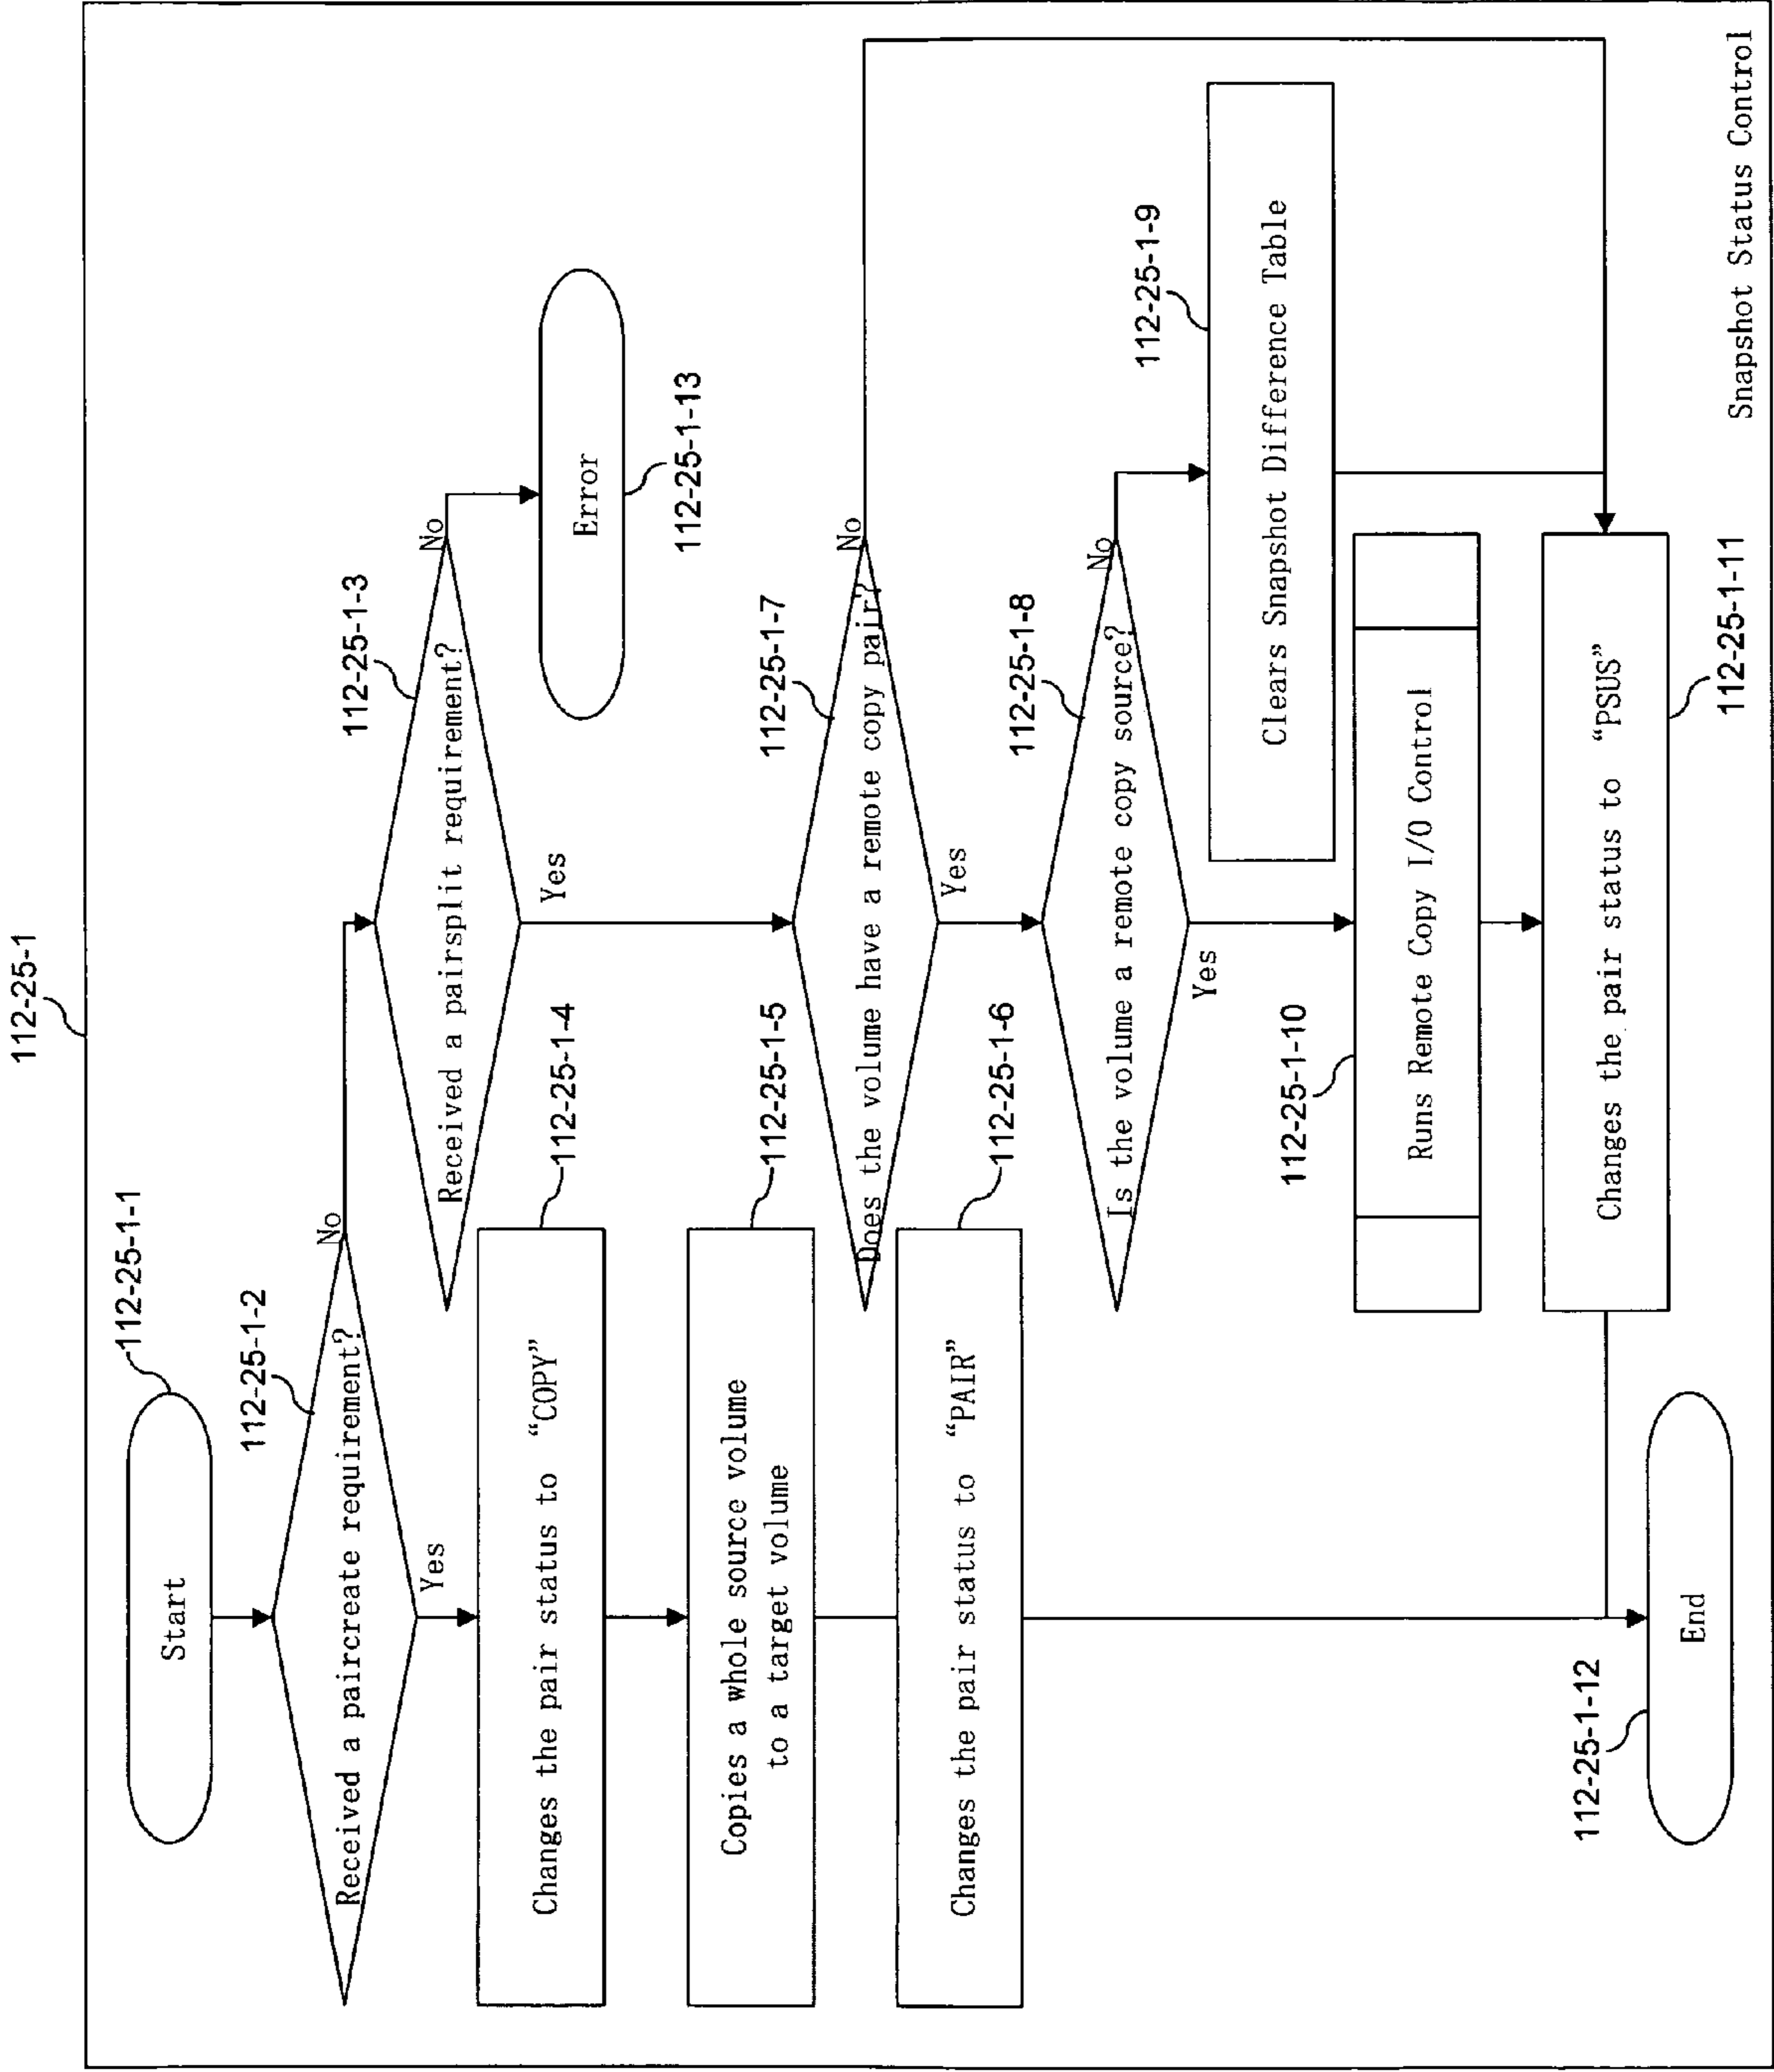 112-25-1
Start
112-25-1-1
Received a paircreate requirement?
112-25-1-2
No
Yes
Received a pairsplit requirement?
112-25-1-3
No
Yes
Error
112-25-1-13
Changes the pair status to “COPY”
112-25-1-4
Copies a whole source volume
to a target volume
112-25-1-5
Changes the pair status to “PAIR”
112-25-1-6
Does the volume have a remote copy pair?
112-25-1-7
No
Yes
Is the volume a remote copy source?
112-25-1-8
No
Yes
Clears Snapshot Difference Table
112-25-1-9
Runs Remote Copy I/O Control
112-25-1-10
Changes the pair status to “PSUS”
112-25-1-11
End
112-25-1-12
Snapshot Status Control